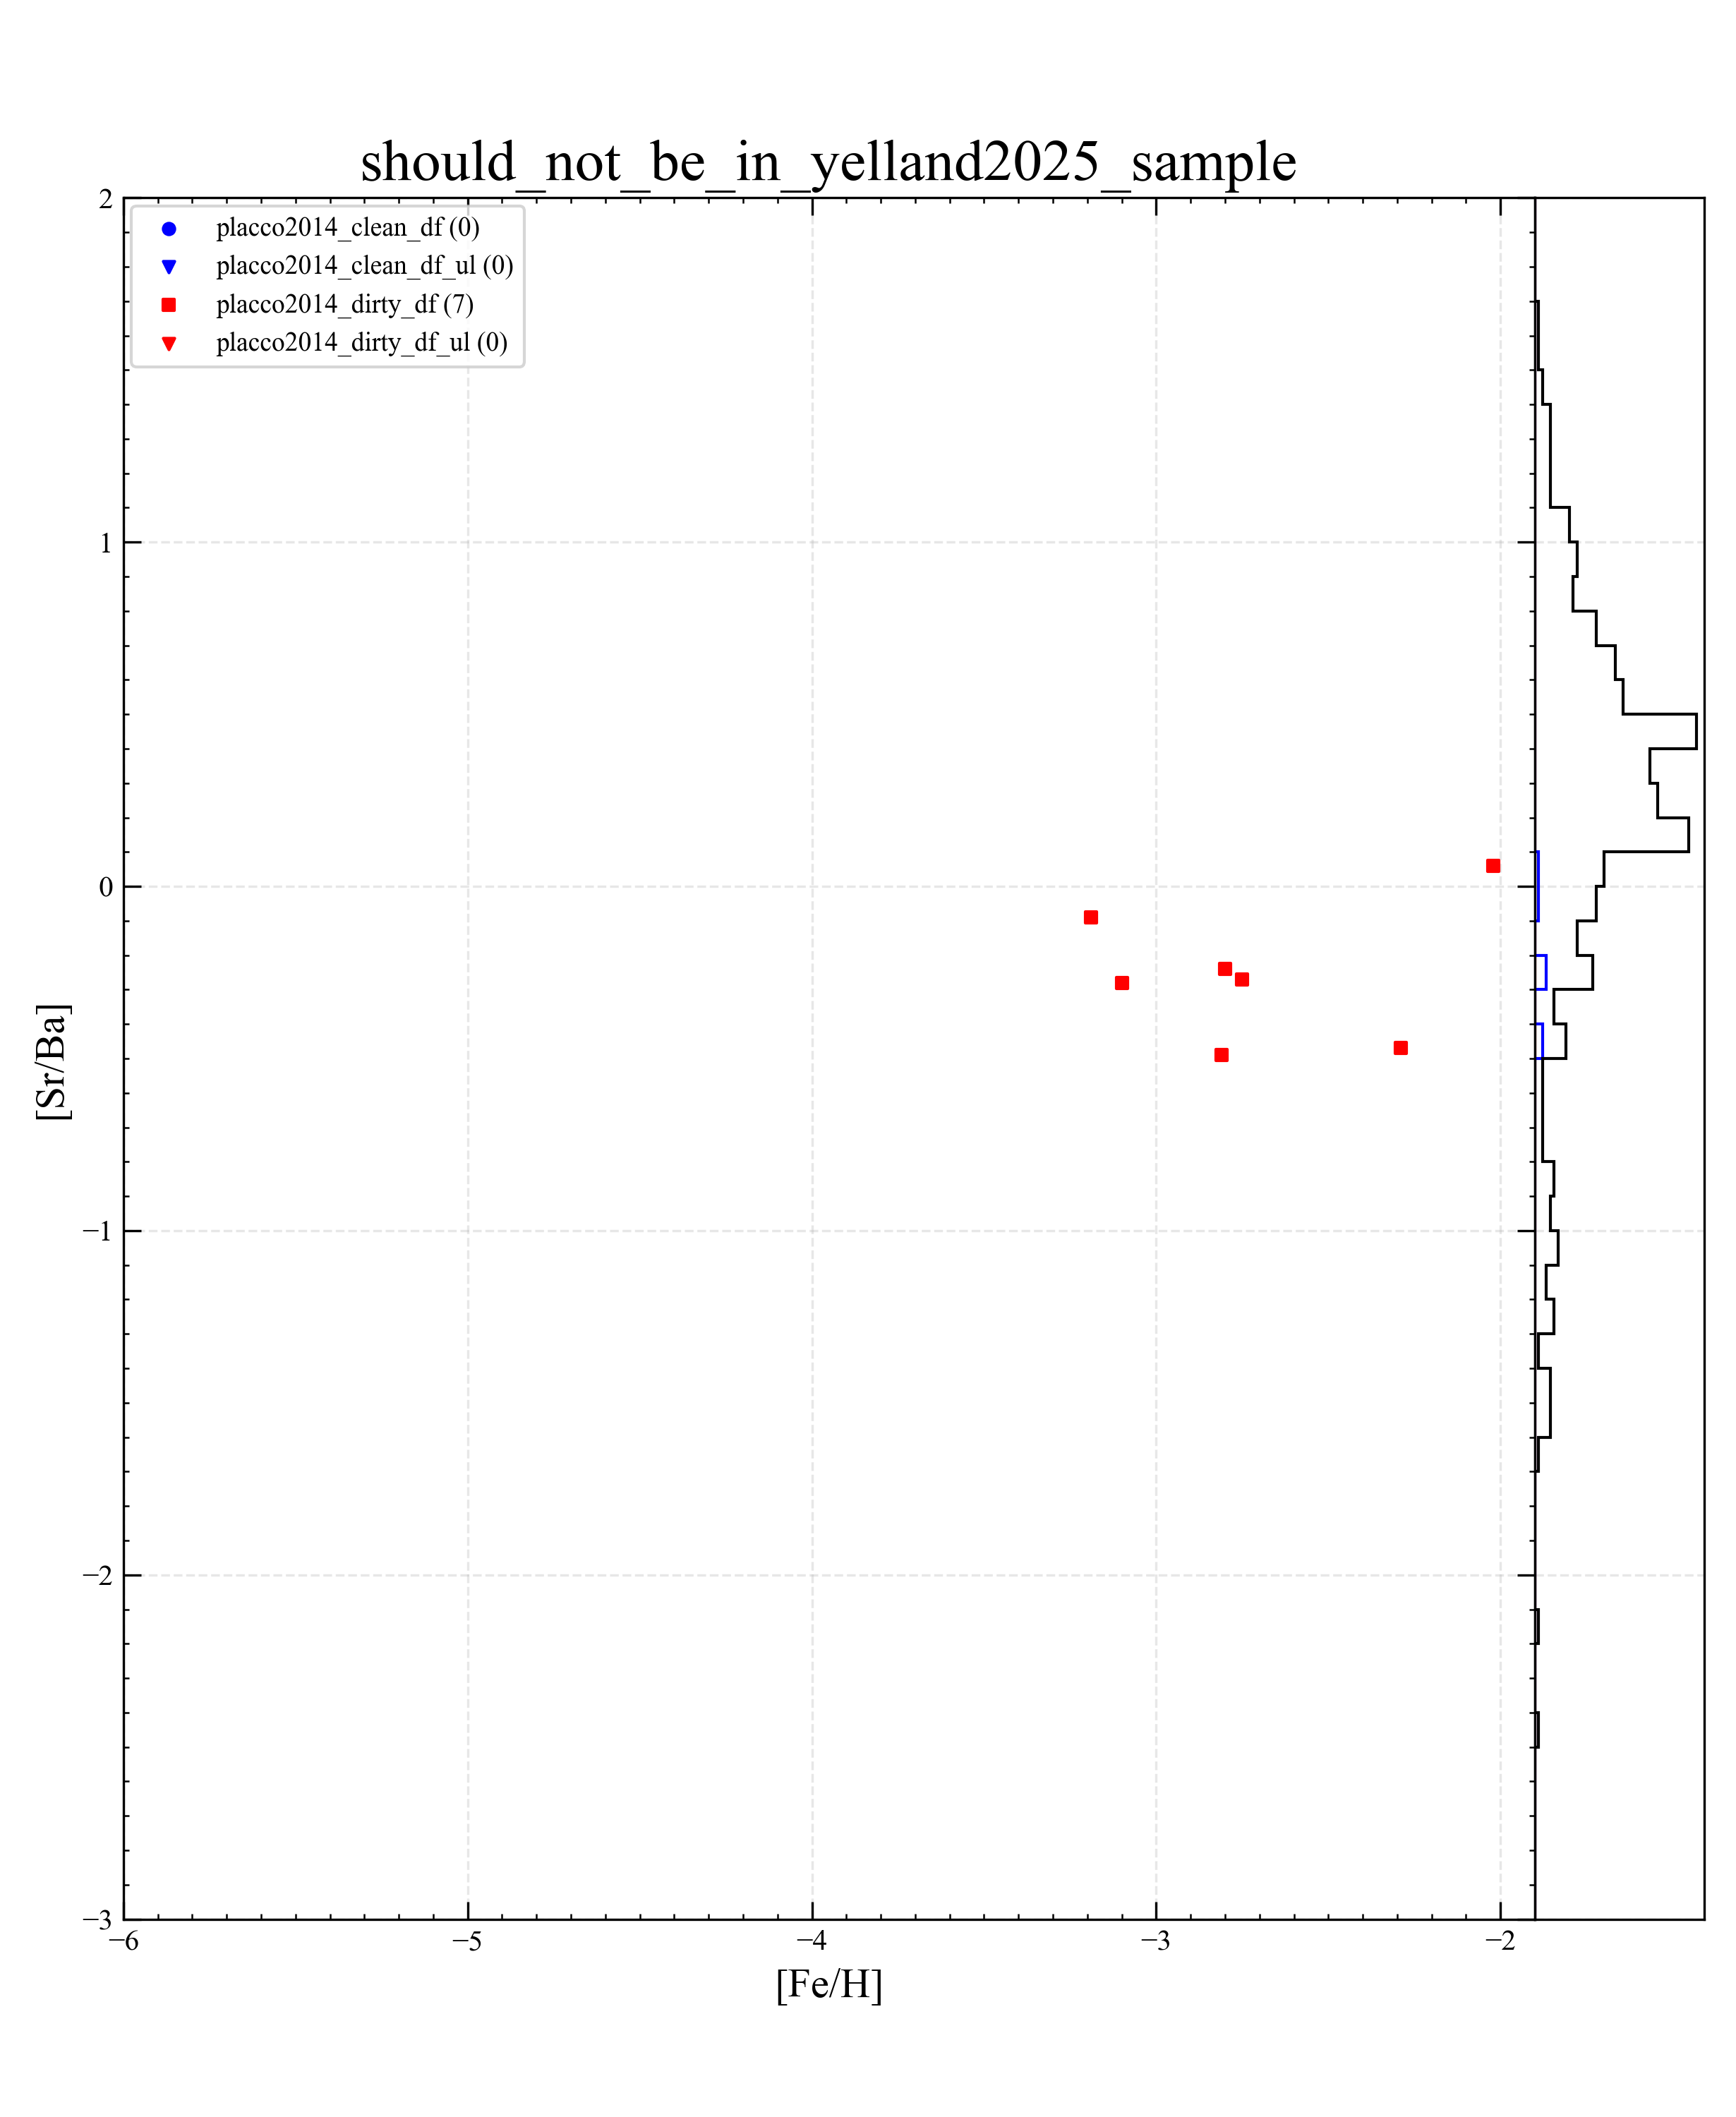 should_not_be_in_yelland2025_sample
placco2014_clean_df (0)
placco2014_clean_df_ul (0)
placco2014_dirty_df (7)
placco2014_dirty_df_ul (0)
2
1
0
−1
−2
−3
[Sr/Ba]
−6
−5
−4
−3
−2
[Fe/H]